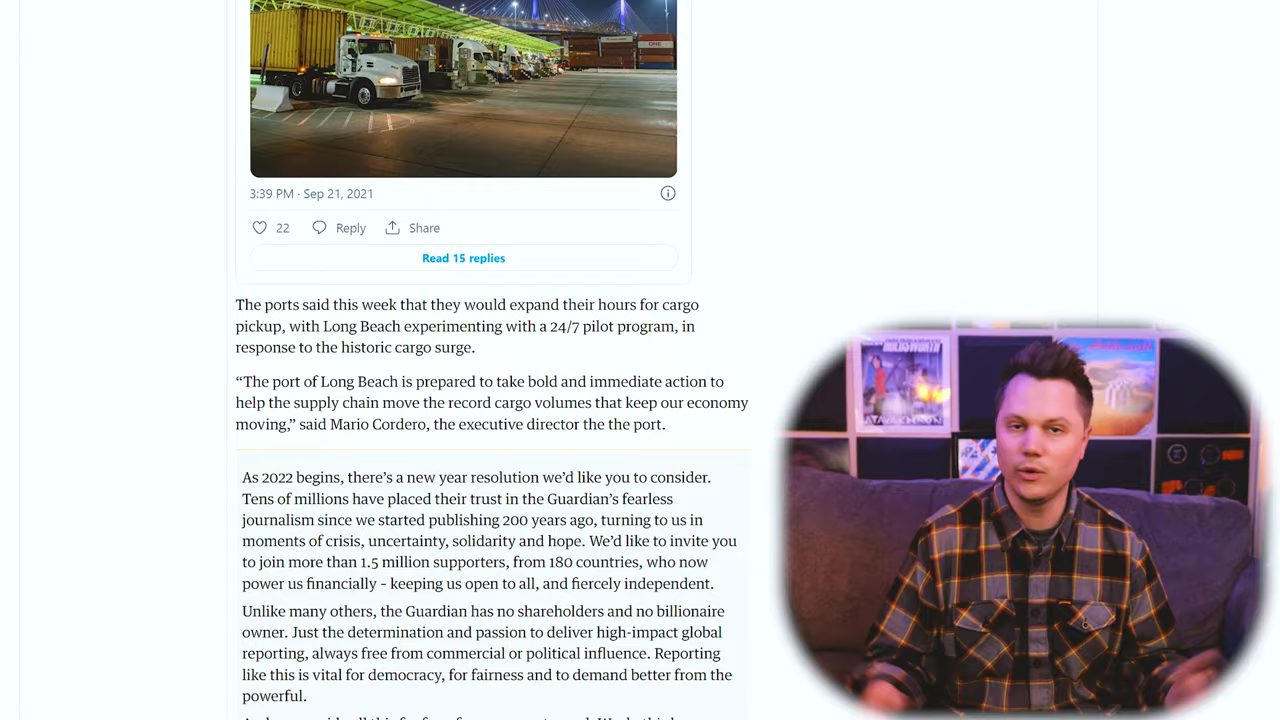 ONE
3:39 PM · Sep 21, 2021
22 Reply Share
Read 15 replies
The ports said this week that they would expand their hours for cargo
pickup, with Long Beach experimenting with a 24/7 pilot program, in
response to the historic cargo surge.
“The port of Long Beach is prepared to take bold and immediate action to
help the supply chain move the record cargo volumes that keep our economy
moving,” said Mario Cordero, the executive director the the port.
As 2022 begins, there’s a new year resolution we’d like you to consider.
Tens of millions have placed their trust in the Guardian’s fearless
journalism since we started publishing 200 years ago, turning to us in
moments of crisis, uncertainty, solidarity and hope. We’d like to invite you
to join more than 1.5 million supporters, from 180 countries, who now
power us financially – keeping us open to all, and fiercely independent.
Unlike many others, the Guardian has no shareholders and no billionaire
owner. Just the determination and passion to deliver high-impact global
reporting, always free from commercial or political influence. Reporting
like this is vital for democracy, for fairness and to demand better from the
powerful.
HOLDSWORTH